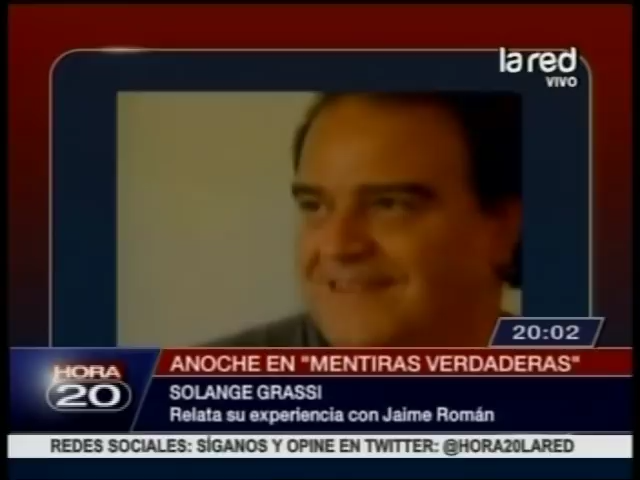 la red
VIVO
20:02
HORA
20
ANOCHE EN "MENTIRAS VERDADERAS"
SOLANGE GRASSI
Relata su experiencia con Jaime Román
REDES SOCIALES: SÍGANOS Y OPINE EN TWITTER: @HORA20LARED